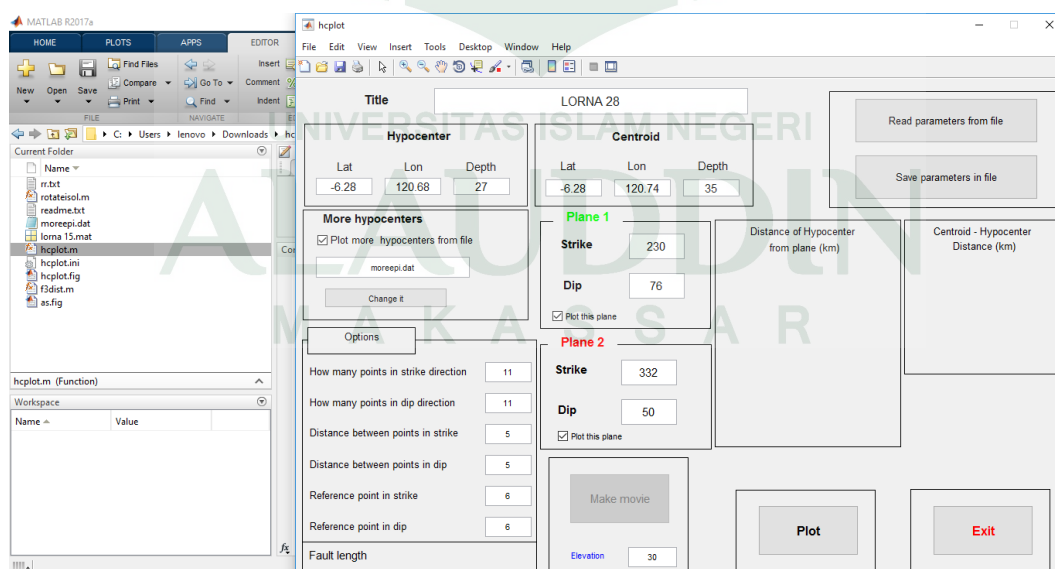 MATLAB R2017a
HOME PLOTS APPS EDITOR
New Open Save
Find Files
Compare
Print
Go To
Find
Insert
Comment
Indent
FILE NAVIGATE
C: Users lenovo Downloads
Current Folder
Name
rr.txt
rotateisol.m
readme.txt
moreepi.dat
lorna 15.mat
hcplot.m
hcplot.ini
hcplot.fig
f3dist.m
as.fig
hcplot.m (Function)
Workspace
Name Value
fx
hcplot
File Edit View Insert Tools Desktop Window Help
Title LORNA 28
Hypocenter
Lat Lon Depth
-6.28 120.68 27
Centroid
Lat Lon Depth
-6.28 120.74 35
Read parameters from file
Save parameters in file
More hypocenters
Plot more hypocenters from file
moreepi.dat
Change it
Plane 1
Strike 230
Dip 76
Plot this plane
Distance of Hypocenter
from plane (km)
Centroid - Hypocenter
Distance (km)
Options
How many points in strike direction 11
How many points in dip direction 11
Distance between points in strike 5
Distance between points in dip 5
Reference point in strike 6
Reference point in dip 6
Fault length
Plane 2
Strike 332
Dip 50
Plot this plane
Make movie
Elevation 30
Plot
Exit
UNIVERSITAS ISLAM NEGERI
ALAUDDIN
MAKASSAR